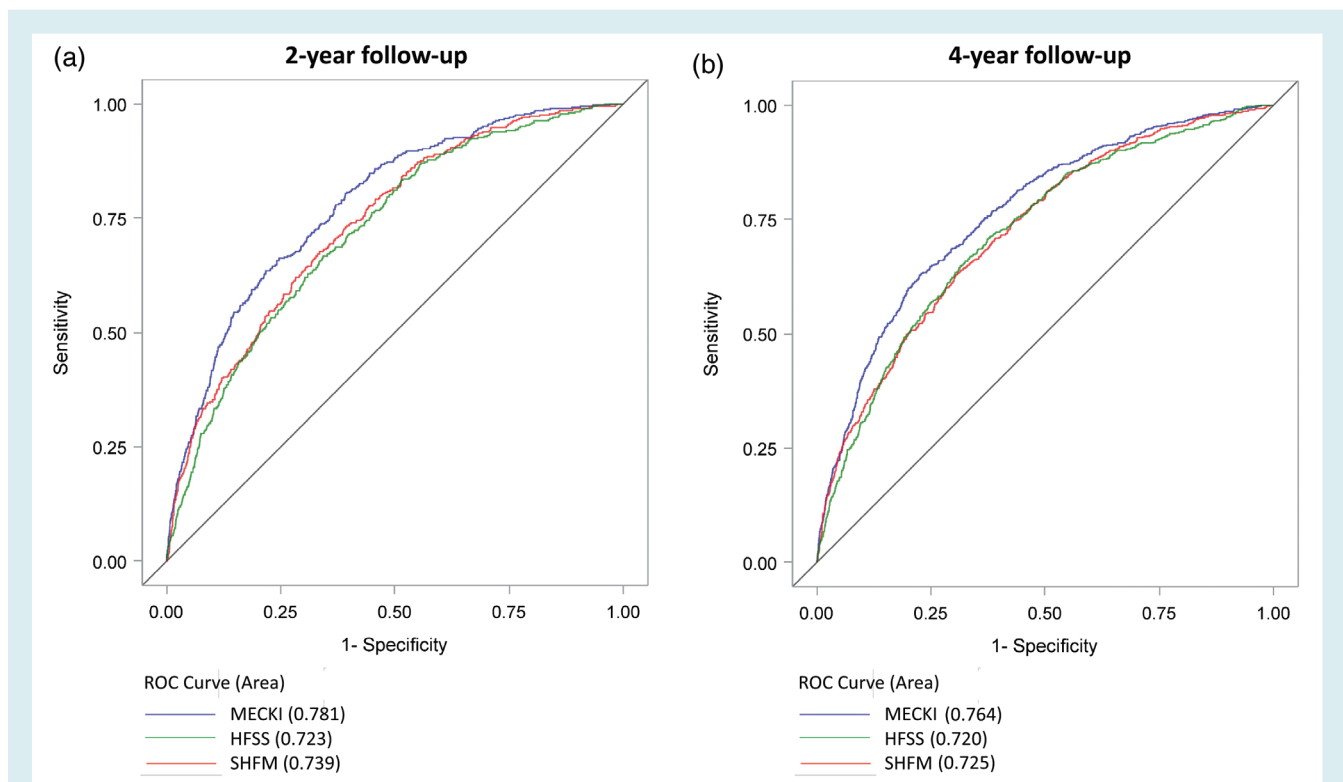 (a)
2-year follow-up
1.00
0.75
0.50
0.25
0.00
Sensitivity
0.00 0.25 0.50 0.75 1.00
1- Specificity
ROC Curve (Area)
MECKI (0.781)
HFSS (0.723)
SHFM (0.739)
(b)
4-year follow-up
1.00
0.75
0.50
0.25
0.00
Sensitivity
0.00 0.25 0.50 0.75 1.00
1- Specificity
ROC Curve (Area)
MECKI (0.764)
HFSS (0.720)
SHFM (0.725)